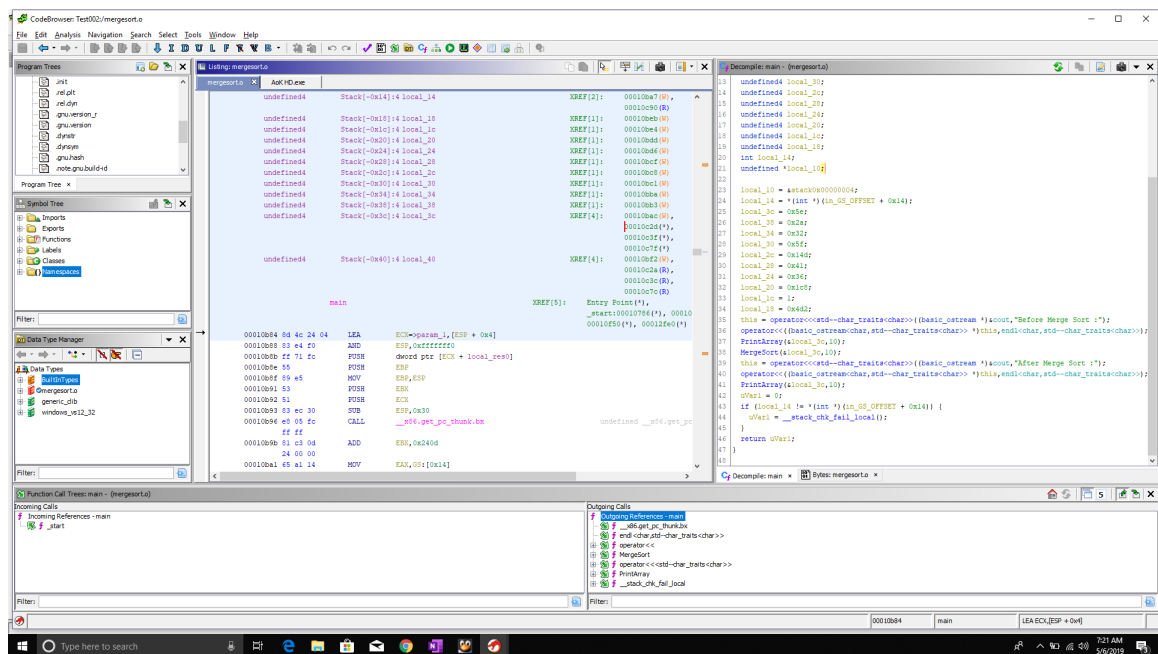 CodeBrowser: Test002:/mergesort.o
File Edit Analysis Navigation Search Select Tools Window Help
Program Trees
.init
.rel.plt
.rel.dyn
.gnu.version_r
.gnu.version
.dynstr
.dynsym
.gnu.hash
.note.gnu.build-id
Program Tree ×
Symbol Tree
Imports
Exports
Functions
Labels
Classes
Namespaces
Filter:
Data Type Manager
Data Types
BuiltInTypes
mergesort.o
generic_clib
windows_vs12_32
Filter:
Listing: mergesort.o
mergesort.o × AoK HD.exe
undefined4 Stack[-0x14]:4 local_14 XREF[2]: 00010ba7(W),
00010c90(R)
undefined4 Stack[-0x18]:4 local_18 XREF[1]: 00010beb(W)
undefined4 Stack[-0x1c]:4 local_1c XREF[1]: 00010be4(W)
undefined4 Stack[-0x20]:4 local_20 XREF[1]: 00010bdd(W)
undefined4 Stack[-0x24]:4 local_24 XREF[1]: 00010bd6(W)
undefined4 Stack[-0x28]:4 local_28 XREF[1]: 00010bcf(W)
undefined4 Stack[-0x2c]:4 local_2c XREF[1]: 00010bc8(W)
undefined4 Stack[-0x30]:4 local_30 XREF[1]: 00010bc1(W)
undefined4 Stack[-0x34]:4 local_34 XREF[1]: 00010bba(W)
undefined4 Stack[-0x38]:4 local_38 XREF[1]: 00010bb3(W)
undefined4 Stack[-0x3c]:4 local_3c XREF[4]: 00010bac(W),
00010c2d(*),
00010c3f(*),
00010c7f(*)
undefined4 Stack[-0x40]:4 local_40 XREF[4]: 00010bf2(W),
00010c2a(R),
00010c3c(R),
00010c7c(R)
main XREF[5]: Entry Point(*),
_start:00010786(*), 00010
00010f50(*), 00012fe0(*)
00010b84 8d 4c 24 04 LEA ECX=>param_1,[ESP + 0x4]
00010b88 83 e4 f0 AND ESP,0xfffffff0
00010b8b ff 71 fc PUSH dword ptr [ECX + local_res0]
00010b8e 55 PUSH EBP
00010b8f 89 e5 MOV EBP,ESP
00010b91 53 PUSH EBX
00010b92 51 PUSH ECX
00010b93 83 ec 30 SUB ESP,0x30
00010b96 e8 05 fc CALL __x86.get_pc_thunk.bx undefined __x86.get_pc
ff ff
00010b9b 81 c3 0d ADD EBX,0x240d
24 00 00
00010ba1 65 a1 14 MOV EAX,GS:[0x14]
Decompile: main - (mergesort.o)
13 undefined4 local_30;
14 undefined4 local_2c;
15 undefined4 local_28;
16 undefined4 local_24;
17 undefined4 local_20;
18 undefined4 local_1c;
19 undefined4 local_18;
20 int local_14;
21 undefined *local_10;
22
23 local_10 = &stack0x00000004;
24 local_14 = *(int *)(in_GS_OFFSET + 0x14);
25 local_3c = 0x5e;
26 local_38 = 0x2a;
27 local_34 = 0x32;
28 local_30 = 0x5f;
29 local_2c = 0x14d;
30 local_28 = 0x41;
31 local_24 = 0x36;
32 local_20 = 0x1c8;
33 local_1c = 1;
34 local_18 = 0x4d2;
35 this = operator<<<std--char_traits<char>>((basic_ostream *)&cout,"Before Merge Sort :");
36 operator<<((basic_ostream<char,std--char_traits<char>> *)this,endl<char,std--char_traits<char>>);
37 PrintArray(&local_3c,10);
38 MergeSort(&local_3c,10);
39 this = operator<<<std--char_traits<char>>((basic_ostream *)&cout,"After Merge Sort :");
40 operator<<((basic_ostream<char,std--char_traits<char>> *)this,endl<char,std--char_traits<char>>);
41 PrintArray(&local_3c,10);
42 uVar1 = 0;
43 if (local_14 != *(int *)(in_GS_OFFSET + 0x14)) {
44 uVar1 = __stack_chk_fail_local();
45 }
46 return uVar1;
47 }
48
Decompile: main × Bytes: mergesort.o ×
Function Call Trees: main - (mergesort.o)
Incoming Calls
Incoming References - main
_start
Filter:
Outgoing Calls
Outgoing References - main
__x86.get_pc_thunk.bx
endl<char,std--char_traits<char>>
operator<<
MergeSort
operator<<<std--char_traits<char>>
PrintArray
__stack_chk_fail_local
Filter:
5
00010b84 main LEA ECX,[ESP + 0x4]
Type here to search
7:21 AM
5/6/2019